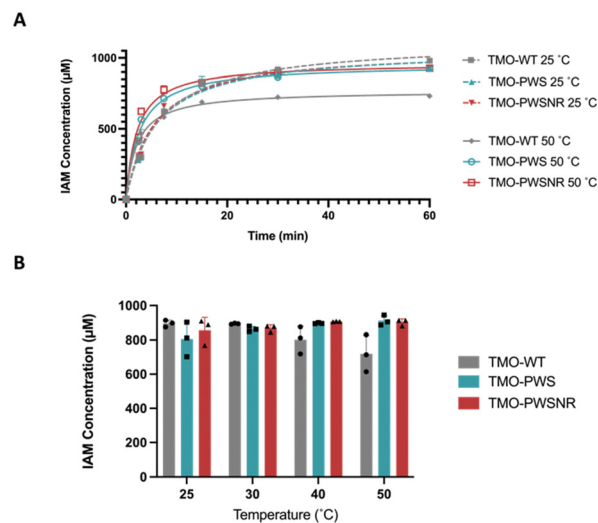 A
IAM Concentration (μM)
1000
500
0
0
20
40
60
Time (min)
TMO-WT 25 ˚C
TMO-PWS 25 ˚C
TMO-PWSNR 25 ˚C
TMO-WT 50 ˚C
TMO-PWS 50 ˚C
TMO-PWSNR 50 ˚C
B
IAM Concentration (μM)
1000
800
600
400
200
0
25
30
40
50
Temperature (˚C)
TMO-WT
TMO-PWS
TMO-PWSNR